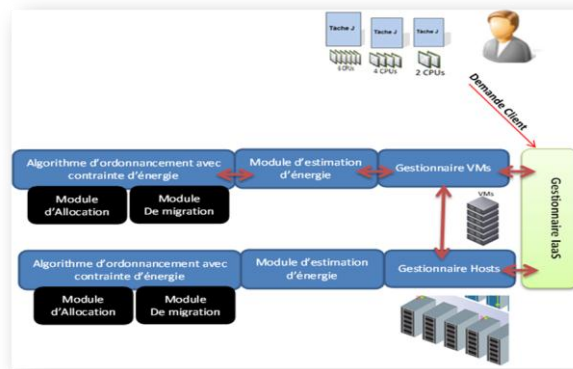 Tache J
Tache J
Tache J
6 CPUs
4 CPUs
2 CPUs
Demande Client
Algorithme d'ordonnancement avec
contrainte d'énergie
Module d'estimation
d'énergie
Gestionnaire VMs
Module
d'Allocation
Module
De migration
VMs
Gestionnaire IaaS
Algorithme d'ordonnancement avec
contrainte d'énergie
Module d'estimation
d'énergie
Gestionnaire Hosts
Module
d'Allocation
Module
De migration